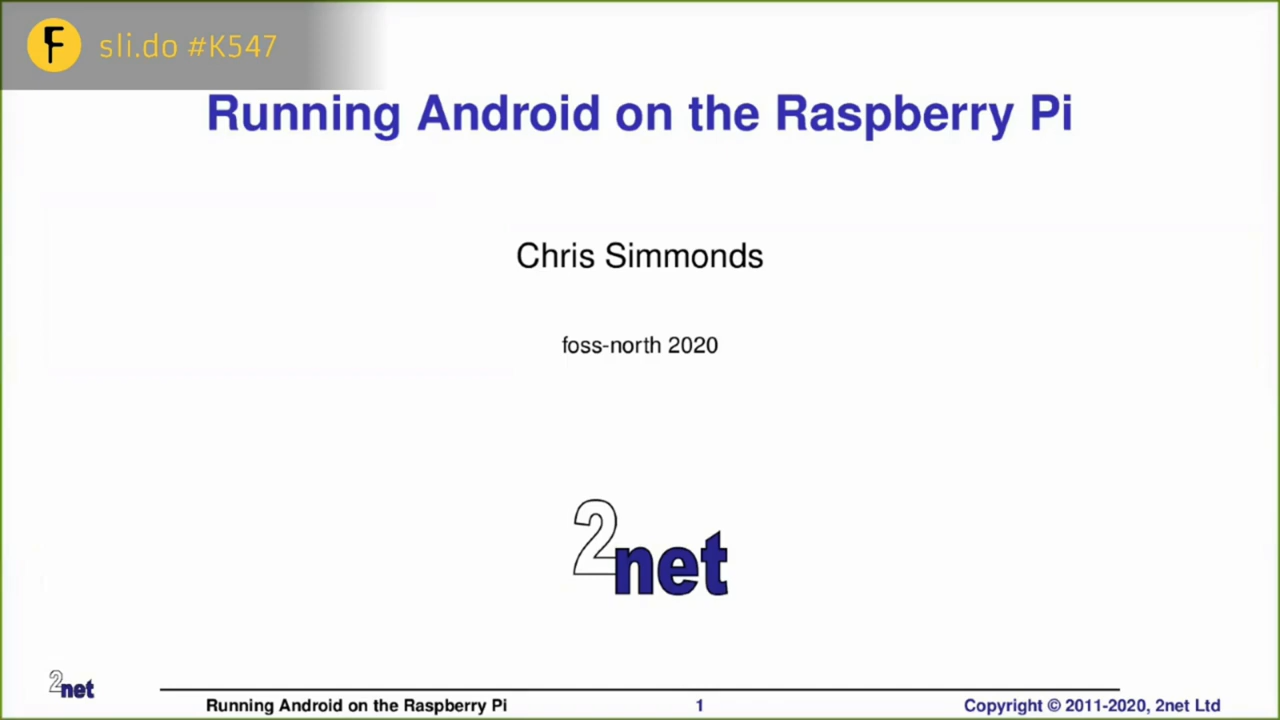 F sli.do #K547
Running Android on the Raspberry Pi
Chris Simmonds
foss-north 2020
2net
2net
Running Android on the Raspberry Pi 1 Copyright © 2011-2020, 2net Ltd